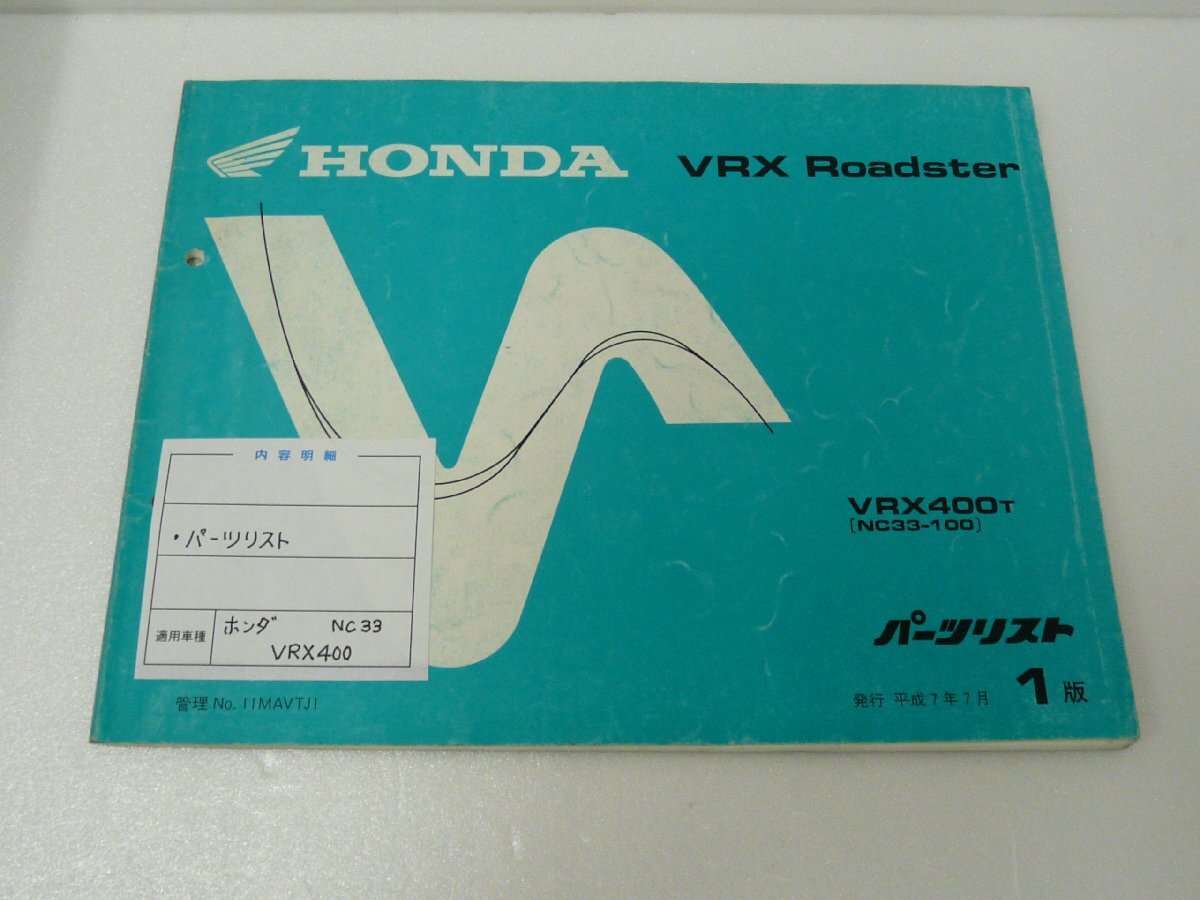 HONDA VRX Roadster
VRX400T
[NC33-100]
パーツリスト
発行 平成7年7月 1版
内容明細
・パーツリスト
適用車種 ホンダ NC33
VRX400
管理No.11MAVTJ1